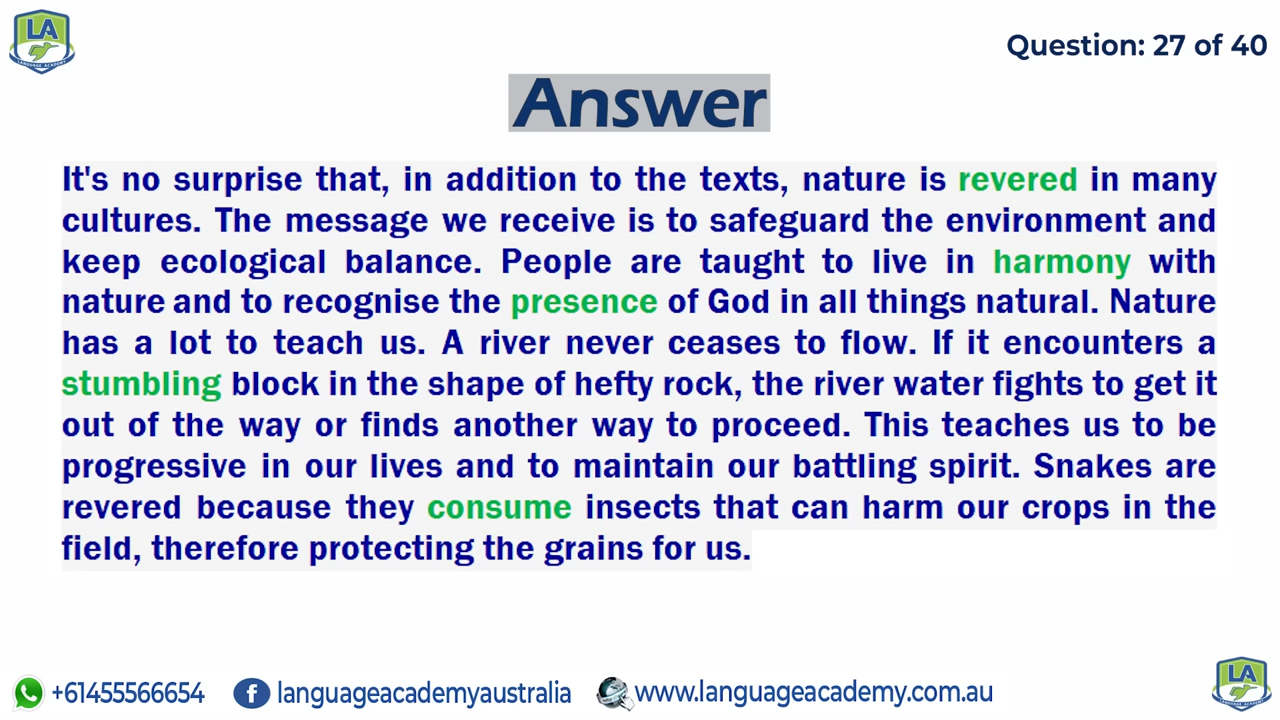 LA
LANGUAGE ACADEMY
Question: 27 of 40
Answer
It's no surprise that, in addition to the texts, nature is revered in many
cultures. The message we receive is to safeguard the environment and
keep ecological balance. People are taught to live in harmony with
nature and to recognise the presence of God in all things natural. Nature
has a lot to teach us. A river never ceases to flow. If it encounters a
stumbling block in the shape of hefty rock, the river water fights to get it
out of the way or finds another way to proceed. This teaches us to be
progressive in our lives and to maintain our battling spirit. Snakes are
revered because they consume insects that can harm our crops in the
field, therefore protecting the grains for us.
+61455566654
f languageacademyaustralia
www.languageacademy.com.au
LA
LANGUAGE ACADEMY